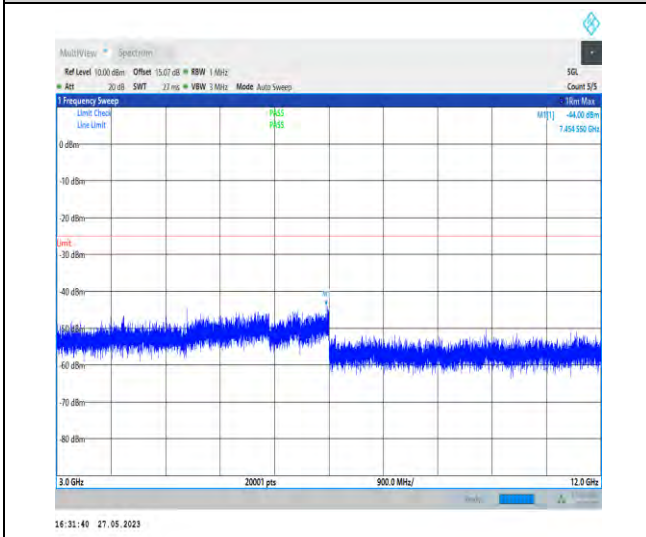 MultiView Spectrum
Ref Level 10.00 dBm Offset 15.07 dB RBW 1 MHz SGL
Att 20 dB SWT 27 ms VBW 3 MHz Mode Auto Sweep Count 5/5
1 Frequency Sweep 1Rm Max
Limit Check PASS M1[1] -44.00 dBm
Line Limit PASS 7.454 550 GHz
0 dBm
-10 dBm
-20 dBm
Limit
-30 dBm
-40 dBm
-60 dBm
-70 dBm
-80 dBm
3.0 GHz 20001 pts 900.0 MHz/ 12.0 GHz
16:31:40 27.05.2023